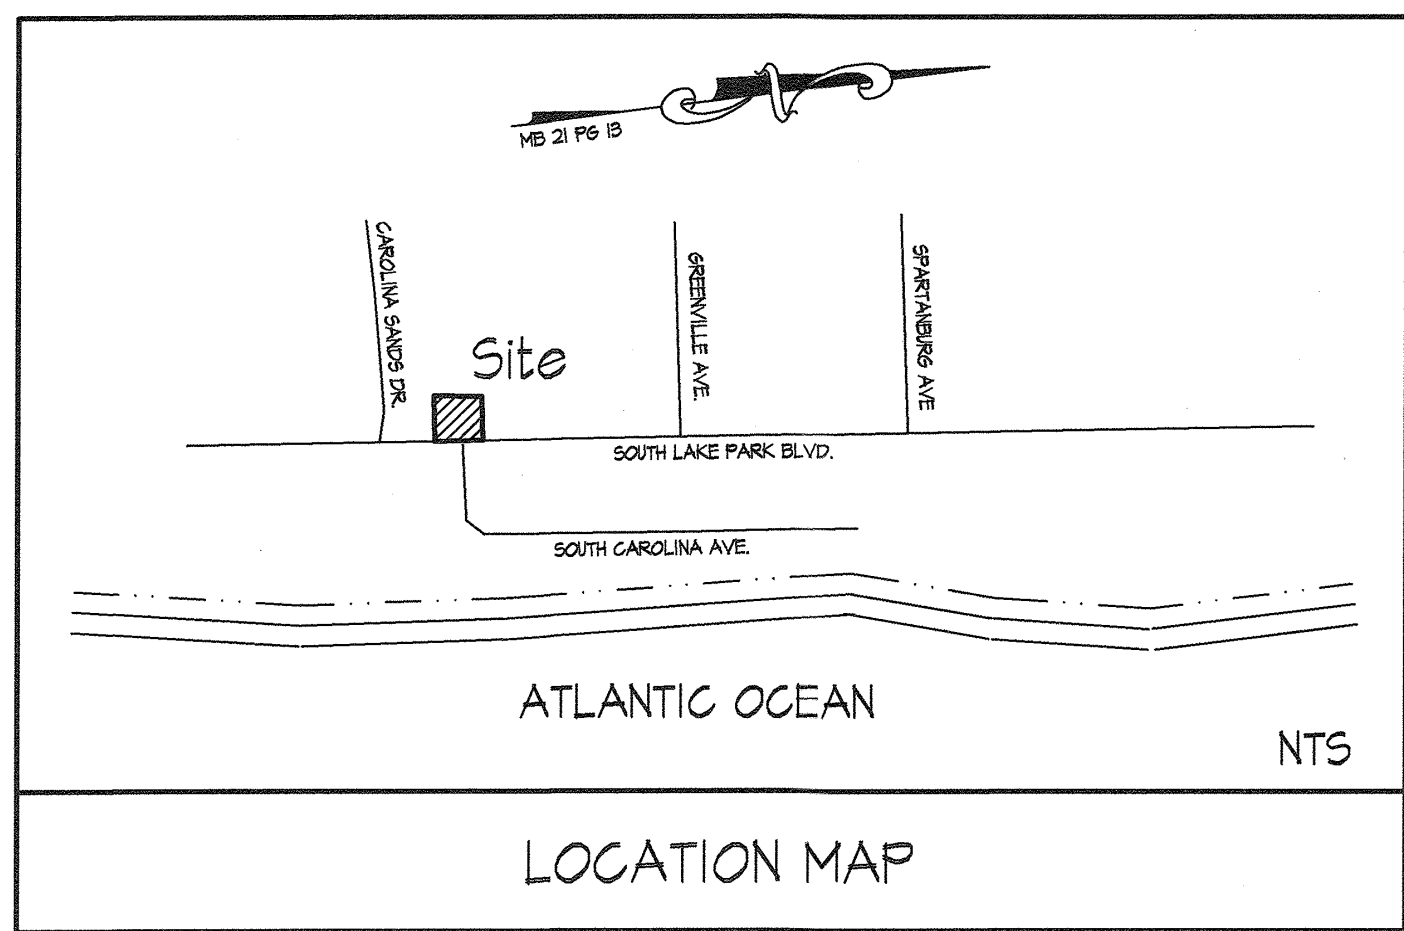 N
MB 21 PG 13
CAROLINA SANDS DR.
GREENVILLE AVE.
SPARTANBURG AVE
Site
SOUTH LAKE PARK BLVD.
SOUTH CAROLINA AVE.
ATLANTIC OCEAN
NTS
LOCATION MAP